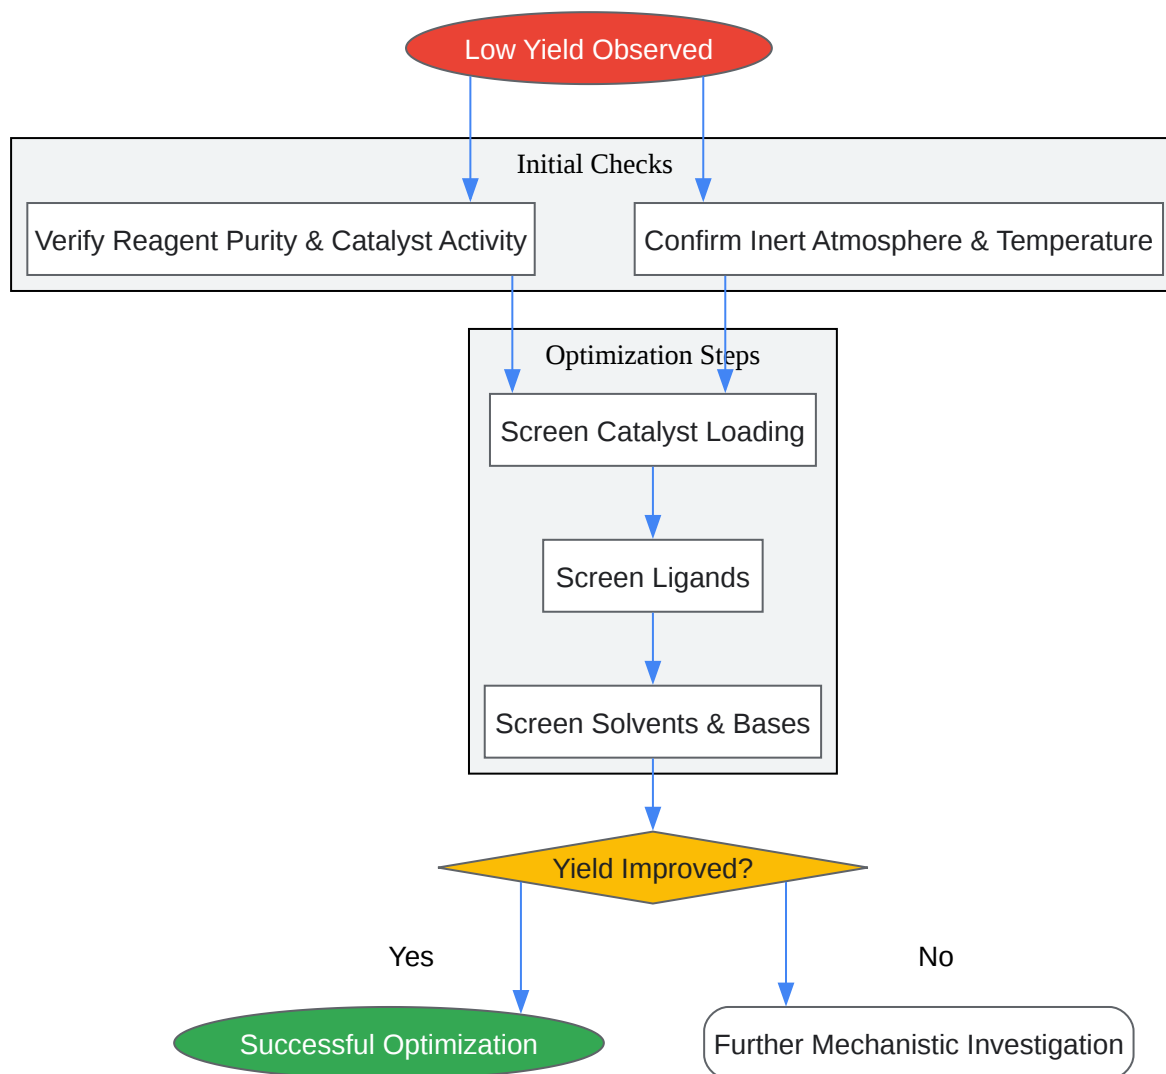 Low Yield Observed
Initial Checks
Verify Reagent Purity & Catalyst Activity
Confirm Inert Atmosphere & Temperature
Optimization Steps
Screen Catalyst Loading
Screen Ligands
Screen Solvents & Bases
Yield Improved?
Yes
No
Successful Optimization
Further Mechanistic Investigation